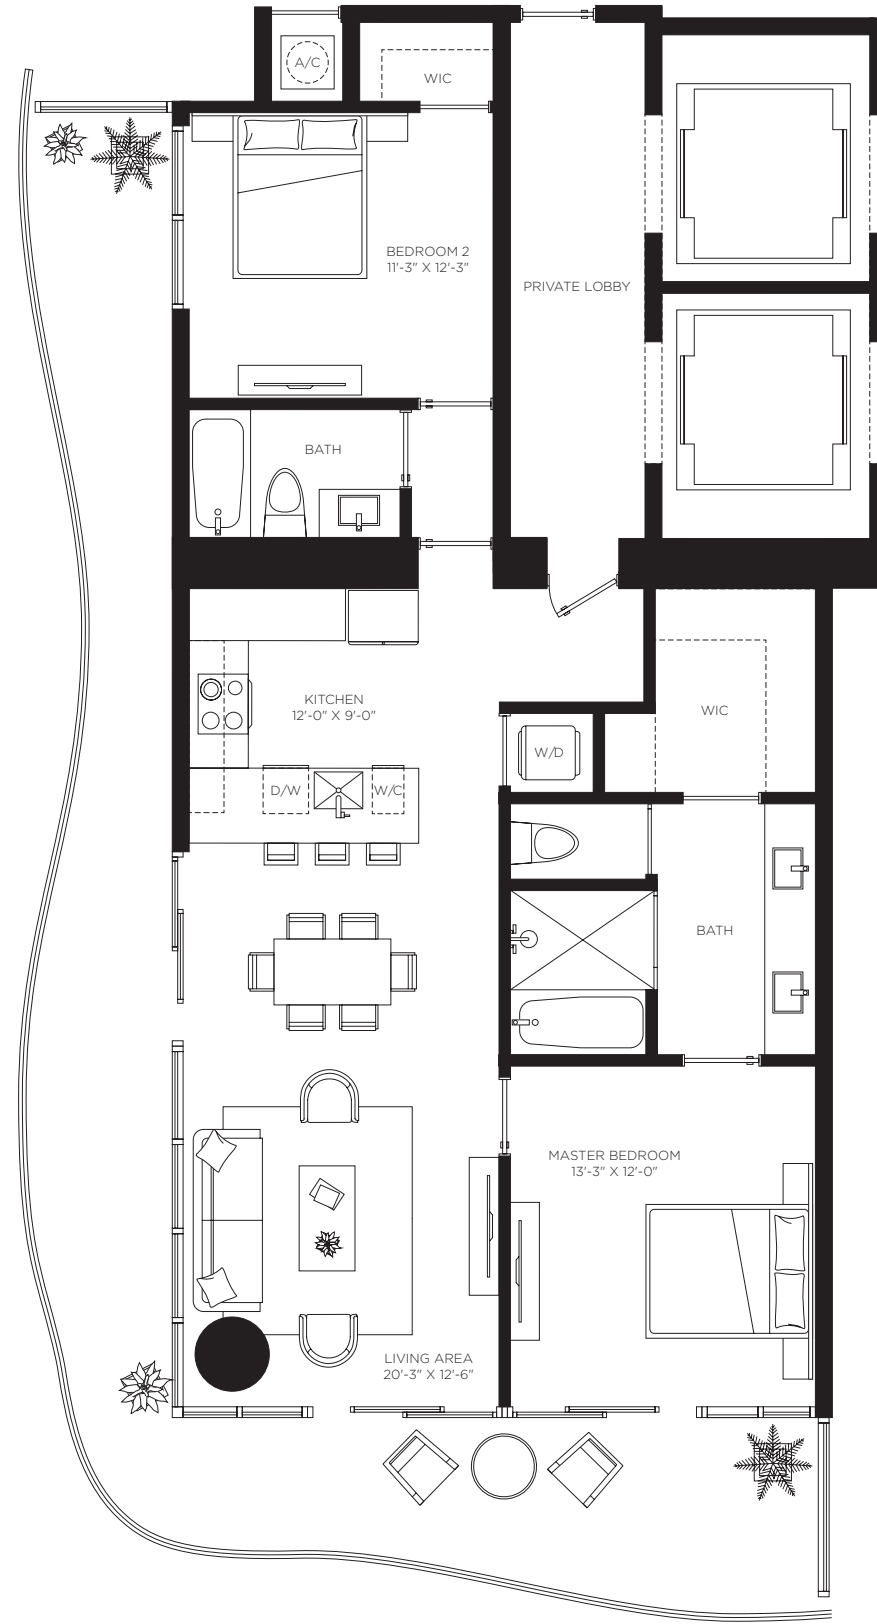 A/C
WIC
BEDROOM 2
11'-3" X 12'-3"
PRIVATE LOBBY
BATH
KITCHEN
12'-0" X 9'-0"
WIC
W/D
D/W
W/C
BATH
MASTER BEDROOM
13'-3" X 12'-0"
LIVING AREA
20'-3" X 12'-6"